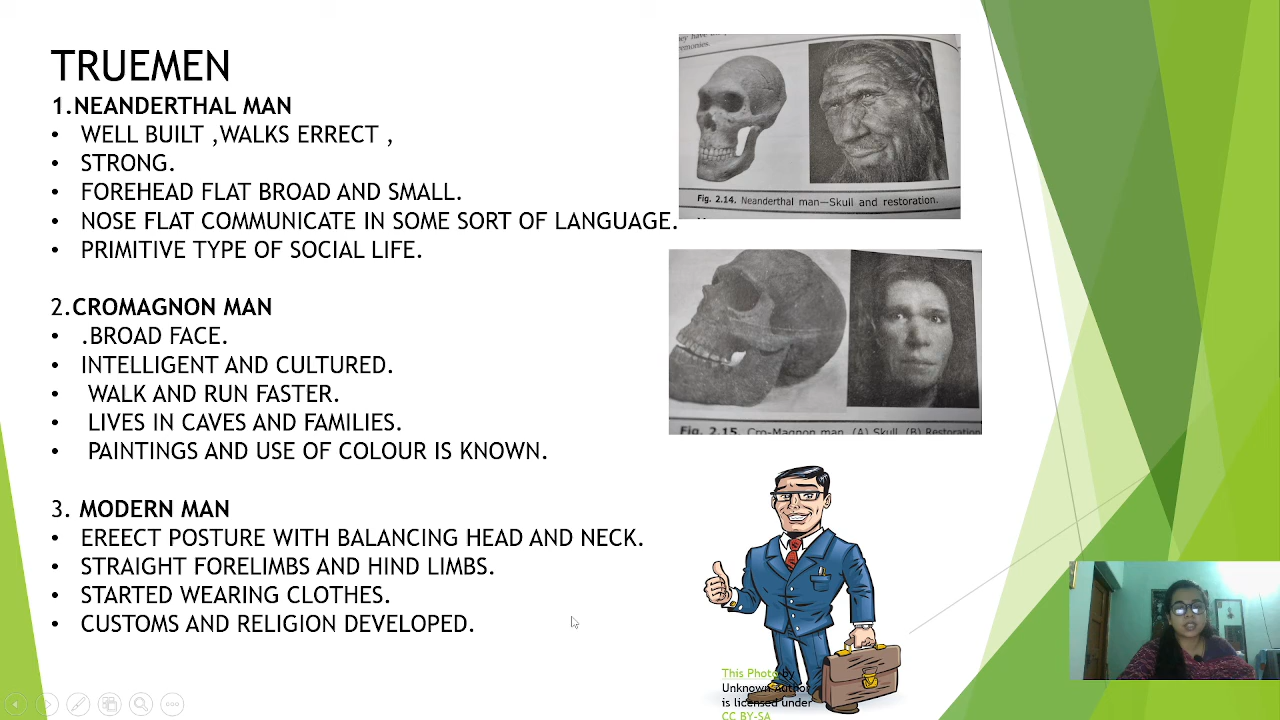 TRUEMEN
1.NEANDERTHAL MAN
• WELL BUILT ,WALKS ERRECT ,
• STRONG.
• FOREHEAD FLAT BROAD AND SMALL.
• NOSE FLAT COMMUNICATE IN SOME SORT OF LANGUAGE.
• PRIMITIVE TYPE OF SOCIAL LIFE.
2.CROMAGNON MAN
• .BROAD FACE.
• INTELLIGENT AND CULTURED.
• WALK AND RUN FASTER.
• LIVES IN CAVES AND FAMILIES.
• PAINTINGS AND USE OF COLOUR IS KNOWN.
3. MODERN MAN
• EREECT POSTURE WITH BALANCING HEAD AND NECK.
• STRAIGHT FORELIMBS AND HIND LIMBS.
• STARTED WEARING CLOTHES.
• CUSTOMS AND RELIGION DEVELOPED.
Fig. 2.14. Neanderthal man—Skull and restoration.
Fig. 2.15. Cro-Magnon man. (A) Skull, (B) Restoration
This Photo by
Unknown Author
is licensed under
CC BY-SA